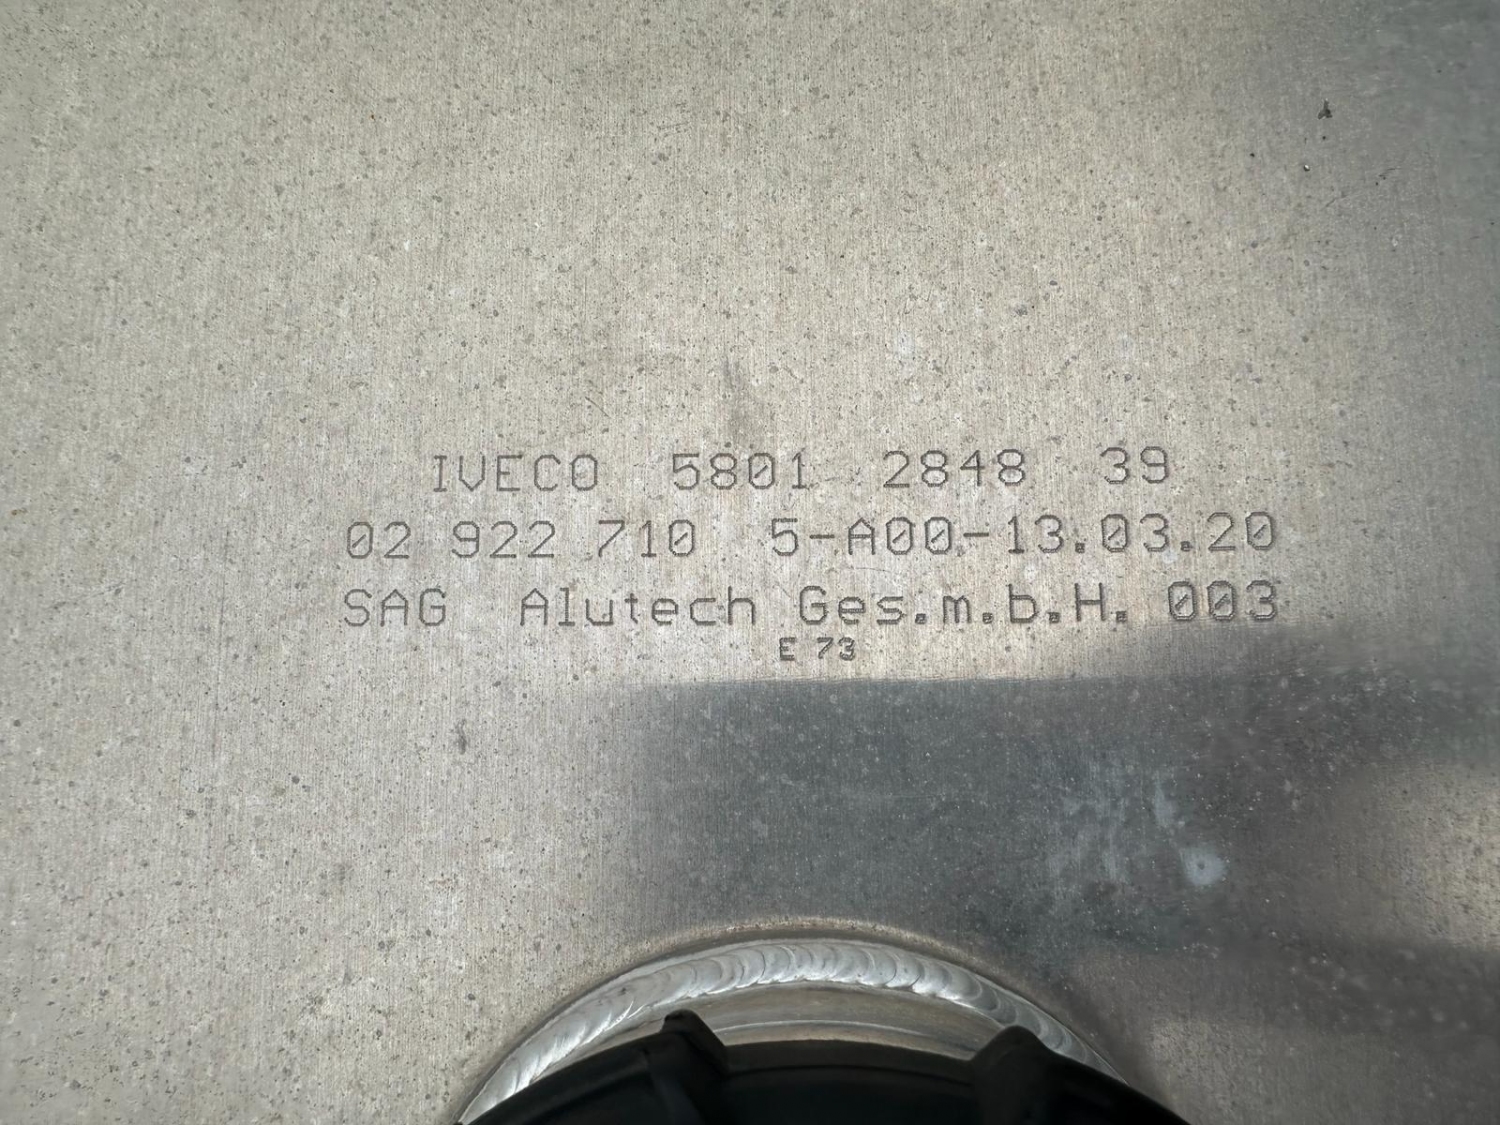 IVECO 5801 2848 39
02 922 710 5-A00-13.03.20
SAG Alutech Ges.m.b.H. 003
E 73